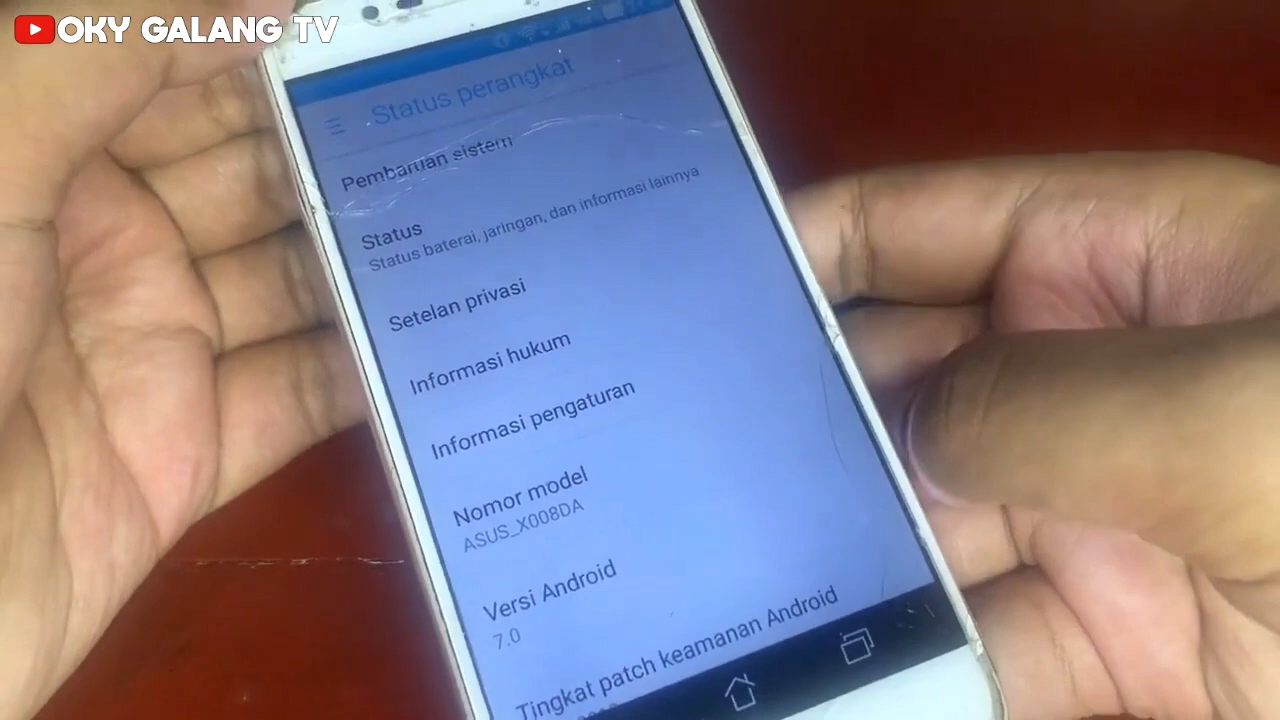 OKY GALANG TV
Status perangkat
Pembaruan sistem
Status
Status baterai, jaringan, dan informasi lainnya
Setelan privasi
Informasi hukum
Informasi pengaturan
Nomor model
ASUS_X008DA
Versi Android
7.0
Tingkat patch keamanan Android